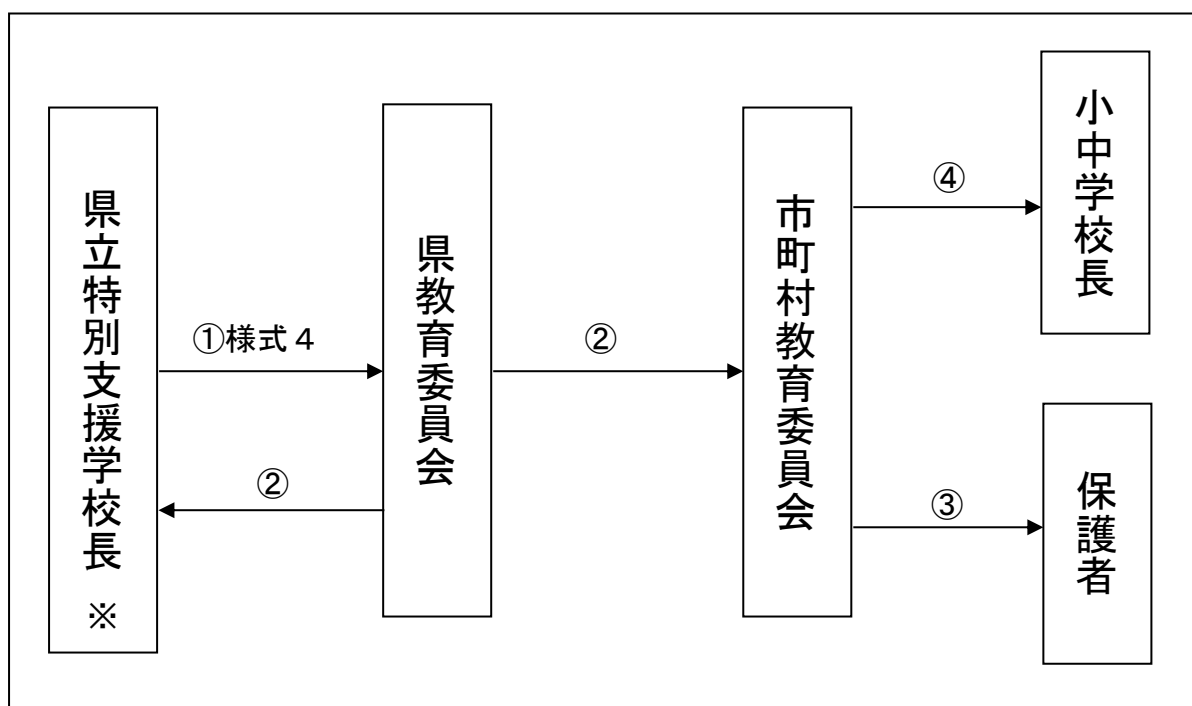 県立特別支援学校長
※
①様式４
②
県教育委員会
②
市町村教育委員会
④
③
小中学校長
保護者